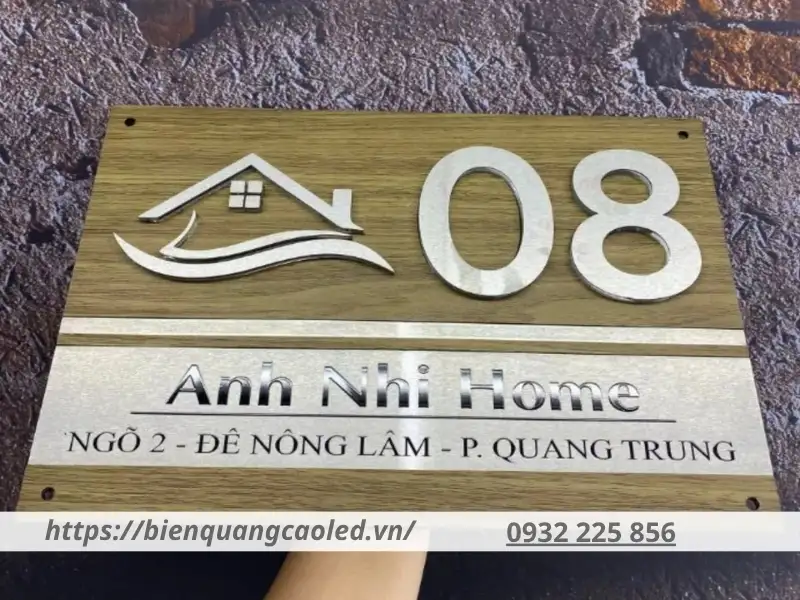 08
Anh Nhi Home
NGÕ 2 - ĐÊ NÔNG LÂM - P. QUANG TRUNG
https://bienquangcaoled.vn/ 0932 225 856